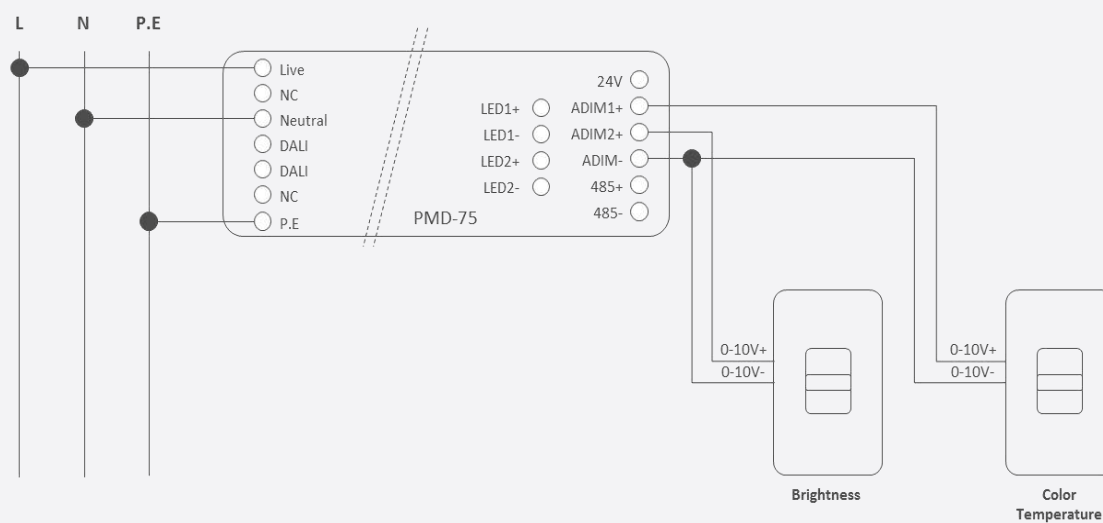 L
N
P.E
Live
NC
Neutral
DALI
DALI
NC
P.E
LED1+
LED1-
LED2+
LED2-
24V
ADIM1+
ADIM2+
ADIM-
485+
485-
PMD-75
0-10V+
0-10V-
Brightness
0-10V+
0-10V-
Color
Temperature